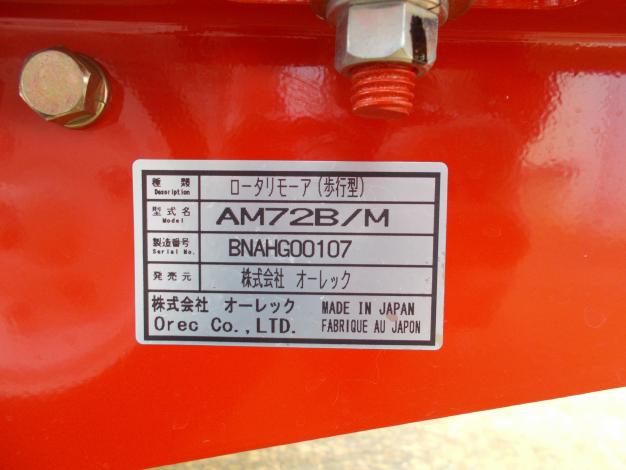 種類 ロータリモーア(歩行型)
Description
型式名 AM72B/M
Model
製造番号 BNAHG00107
Serial No.
発売元 株式会社 オーレック
株式会社 オーレック MADE IN JAPAN
Orec Co.,LTD. FABRIQUE AU JAPON